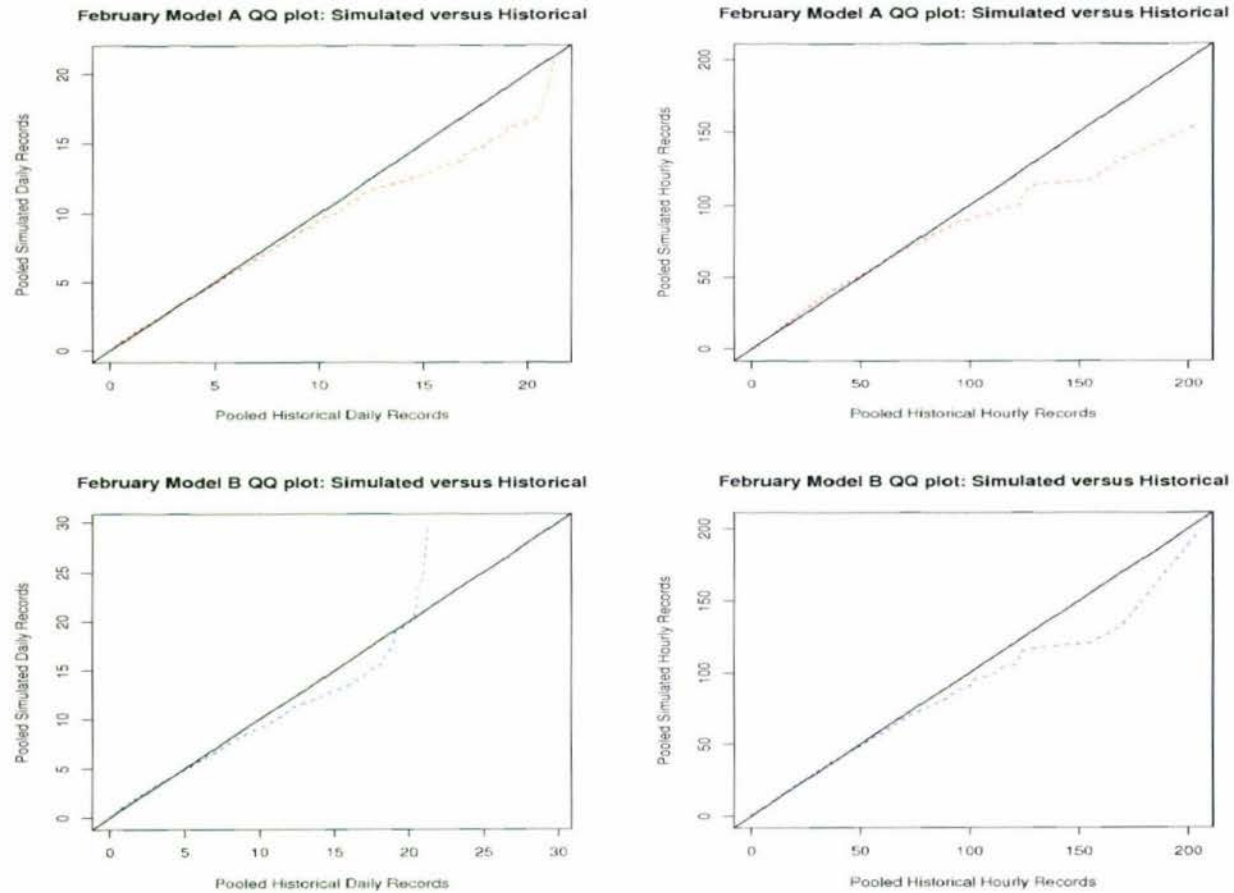 February Model A QQ plot: Simulated versus Historical
Pooled Simulated Daily Records
20
15
10
5
0
0 5 10 15 20
Pooled Historical Daily Records
February Model A QQ plot: Simulated versus Historical
Pooled Simulated Hourly Records
200
150
100
50
0
0 50 100 150 200
Pooled Historical Hourly Records
February Model B QQ plot: Simulated versus Historical
Pooled Simulated Daily Records
30
25
20
15
10
5
0
0 5 10 15 20 25 30
Pooled Historical Daily Records
February Model B QQ plot: Simulated versus Historical
Pooled Simulated Hourly Records
200
150
100
50
0
0 50 100 150 200
Pooled Historical Hourly Records